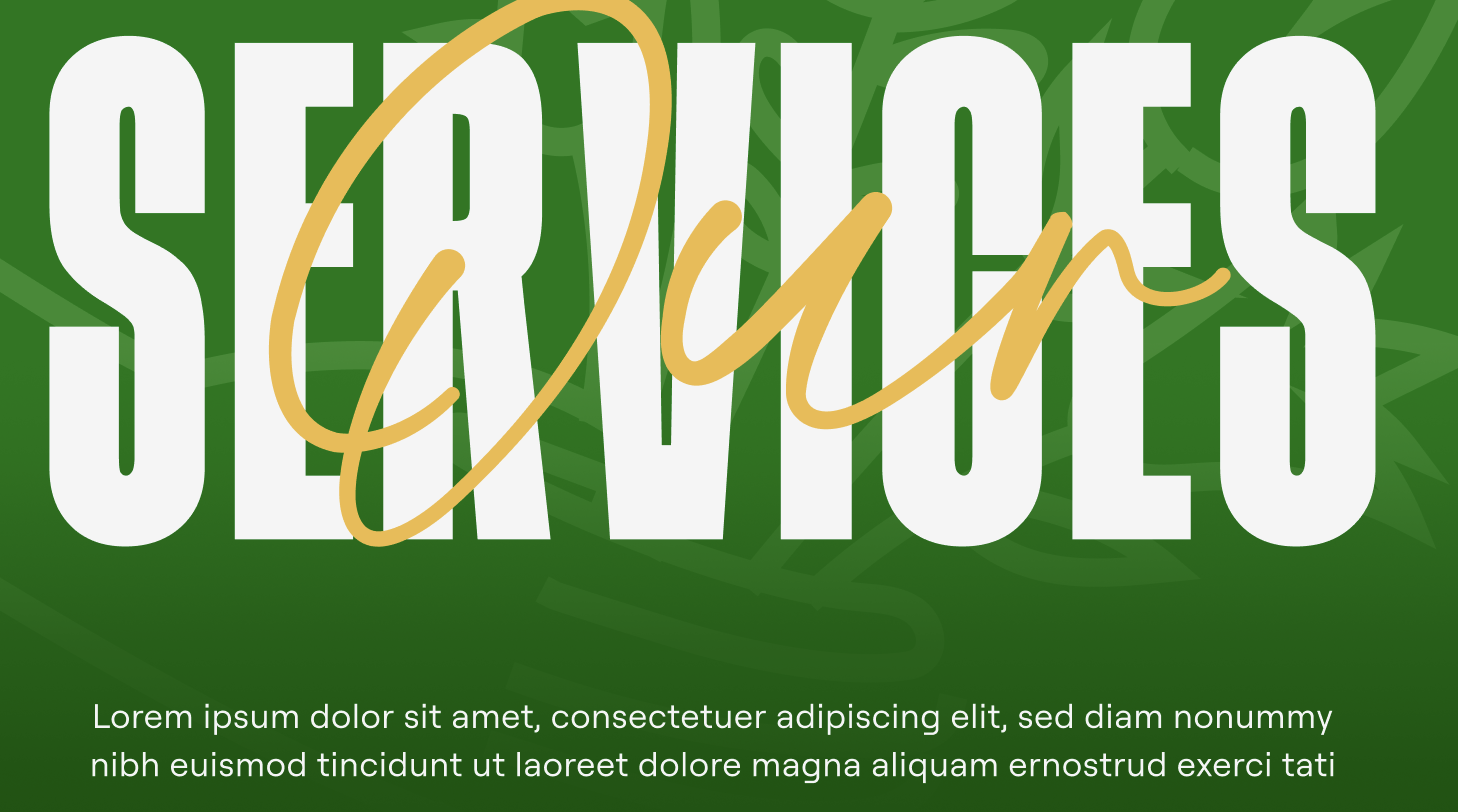 Our
SERVICES
Lorem ipsum dolor sit amet, consectetuer adipiscing elit, sed diam nonummy
nibh euismod tincidunt ut laoreet dolore magna aliquam ernostrud exerci tati